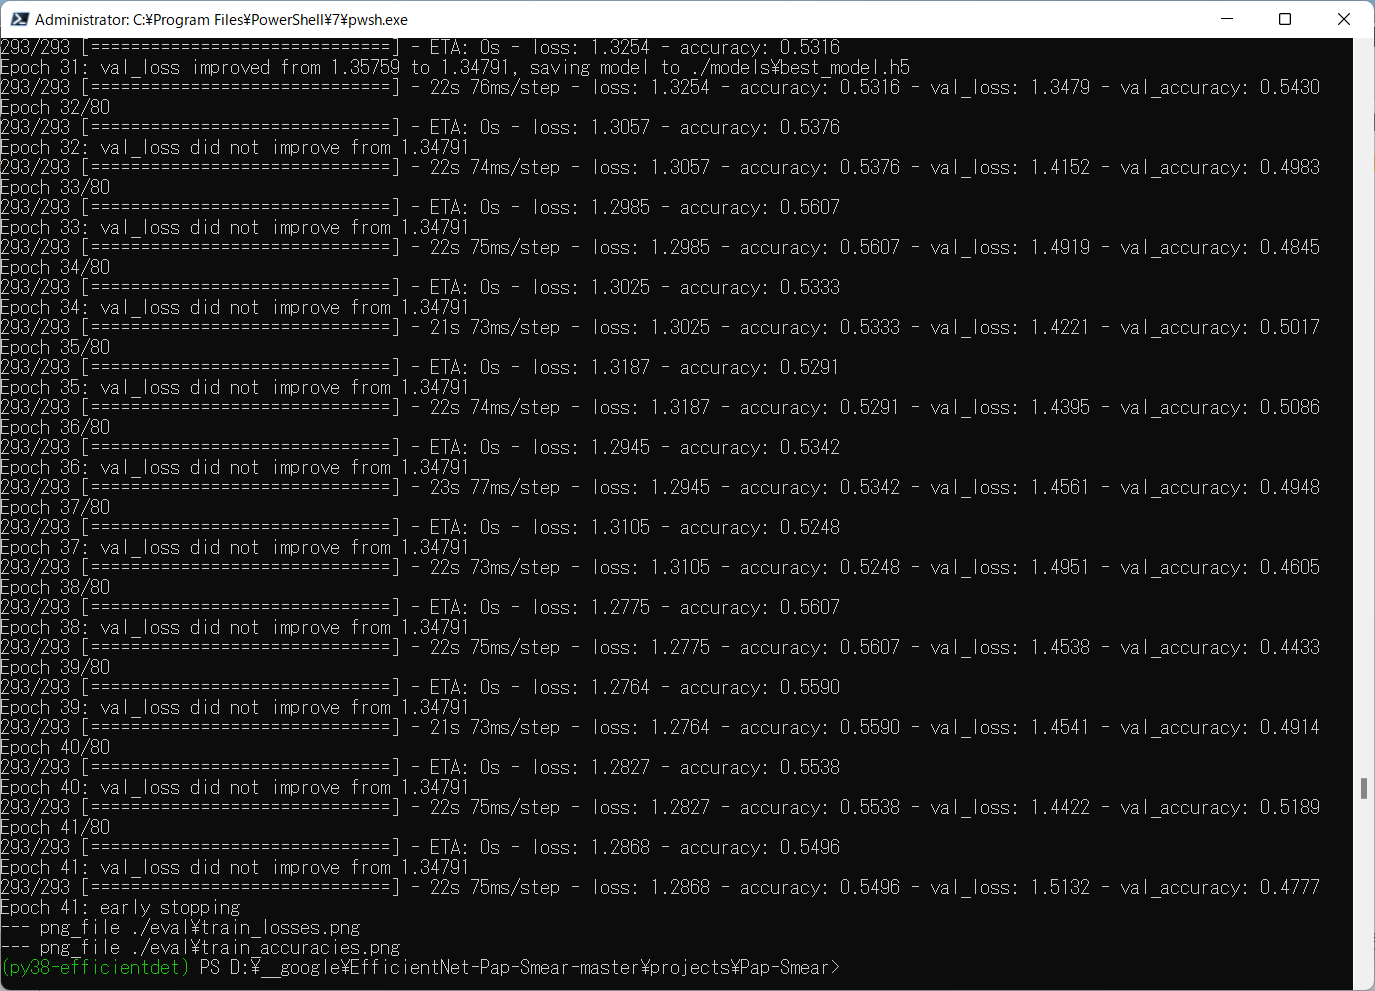 Administrator: C:¥Program Files¥PowerShell¥7¥pwsh.exe
293/293 [==============================] - ETA: 0s - loss: 1.3254 - accuracy: 0.5316
Epoch 31: val_loss improved from 1.35759 to 1.34791, saving model to ./models¥best_model.h5
293/293 [==============================] - 22s 76ms/step - loss: 1.3254 - accuracy: 0.5316 - val_loss: 1.3479 - val_accuracy: 0.5430
Epoch 32/80
293/293 [==============================] - ETA: 0s - loss: 1.3057 - accuracy: 0.5376
Epoch 32: val_loss did not improve from 1.34791
293/293 [==============================] - 22s 74ms/step - loss: 1.3057 - accuracy: 0.5376 - val_loss: 1.4152 - val_accuracy: 0.4983
Epoch 33/80
293/293 [==============================] - ETA: 0s - loss: 1.2985 - accuracy: 0.5607
Epoch 33: val_loss did not improve from 1.34791
293/293 [==============================] - 22s 75ms/step - loss: 1.2985 - accuracy: 0.5607 - val_loss: 1.4919 - val_accuracy: 0.4845
Epoch 34/80
293/293 [==============================] - ETA: 0s - loss: 1.3025 - accuracy: 0.5333
Epoch 34: val_loss did not improve from 1.34791
293/293 [==============================] - 21s 73ms/step - loss: 1.3025 - accuracy: 0.5333 - val_loss: 1.4221 - val_accuracy: 0.5017
Epoch 35/80
293/293 [==============================] - ETA: 0s - loss: 1.3187 - accuracy: 0.5291
Epoch 35: val_loss did not improve from 1.34791
293/293 [==============================] - 22s 74ms/step - loss: 1.3187 - accuracy: 0.5291 - val_loss: 1.4395 - val_accuracy: 0.5086
Epoch 36/80
293/293 [==============================] - ETA: 0s - loss: 1.2945 - accuracy: 0.5342
Epoch 36: val_loss did not improve from 1.34791
293/293 [==============================] - 23s 77ms/step - loss: 1.2945 - accuracy: 0.5342 - val_loss: 1.4561 - val_accuracy: 0.4948
Epoch 37/80
293/293 [==============================] - ETA: 0s - loss: 1.3105 - accuracy: 0.5248
Epoch 37: val_loss did not improve from 1.34791
293/293 [==============================] - 22s 73ms/step - loss: 1.3105 - accuracy: 0.5248 - val_loss: 1.4951 - val_accuracy: 0.4605
Epoch 38/80
293/293 [==============================] - ETA: 0s - loss: 1.2775 - accuracy: 0.5607
Epoch 38: val_loss did not improve from 1.34791
293/293 [==============================] - 22s 75ms/step - loss: 1.2775 - accuracy: 0.5607 - val_loss: 1.4538 - val_accuracy: 0.4433
Epoch 39/80
293/293 [==============================] - ETA: 0s - loss: 1.2764 - accuracy: 0.5590
Epoch 39: val_loss did not improve from 1.34791
293/293 [==============================] - 21s 73ms/step - loss: 1.2764 - accuracy: 0.5590 - val_loss: 1.4541 - val_accuracy: 0.4914
Epoch 40/80
293/293 [==============================] - ETA: 0s - loss: 1.2827 - accuracy: 0.5538
Epoch 40: val_loss did not improve from 1.34791
293/293 [==============================] - 22s 75ms/step - loss: 1.2827 - accuracy: 0.5538 - val_loss: 1.4422 - val_accuracy: 0.5189
Epoch 41/80
293/293 [==============================] - ETA: 0s - loss: 1.2868 - accuracy: 0.5496
Epoch 41: val_loss did not improve from 1.34791
293/293 [==============================] - 22s 75ms/step - loss: 1.2868 - accuracy: 0.5496 - val_loss: 1.5132 - val_accuracy: 0.4777
Epoch 41: early stopping
--- png_file ./eval¥train_losses.png
--- png_file ./eval¥train_accuracies.png
(py38-efficientdet) PS D:¥__google¥EfficientNet-Pap-Smear-master¥projects¥Pap-Smear>